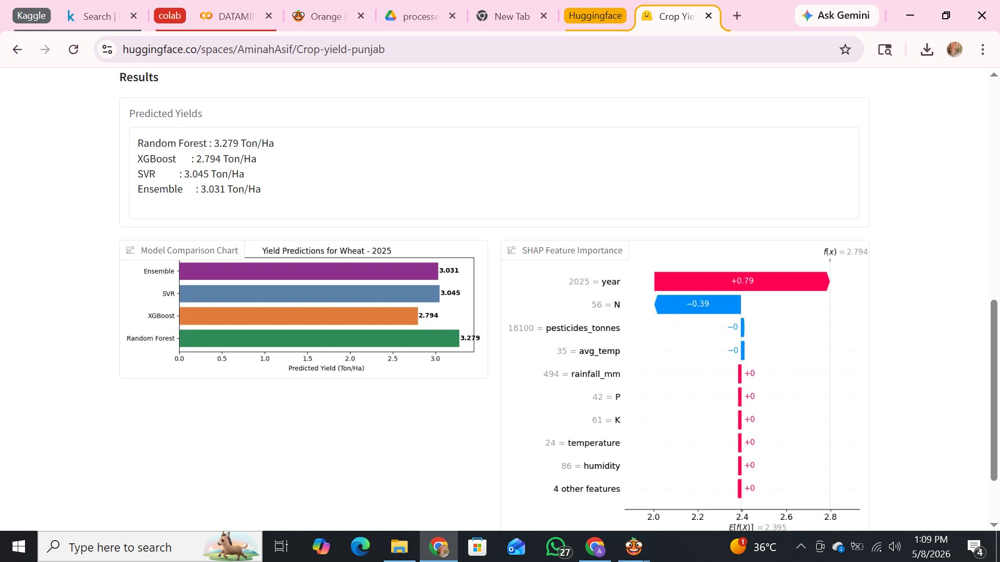 Kaggle
Search |
colab
DATAMIN
Orange
processe
New Tab
Huggingface
Crop Yie
Ask Gemini
huggingface.co/spaces/AminahAsif/Crop-yield-punjab
Results
Predicted Yields
Random Forest : 3.279 Ton/Ha
XGBoost : 2.794 Ton/Ha
SVR : 3.045 Ton/Ha
Ensemble : 3.031 Ton/Ha
Model Comparison Chart
Yield Predictions for Wheat - 2025
Ensemble 3.031
SVR 3.045
XGBoost 2.794
Random Forest 3.279
0.0 0.5 1.0 1.5 2.0 2.5 3.0
Predicted Yield (Ton/Ha)
SHAP Feature Importance
f(x) = 2.794
2025 = year +0.79
56 = N −0.39
18100 = pesticides_tonnes −0
35 = avg_temp −0
494 = rainfall_mm +0
42 = P +0
61 = K +0
24 = temperature +0
86 = humidity +0
4 other features +0
2.0 2.2 2.4 2.6 2.8
E[f(X)] = 2.395
Type here to search
27
A
1
36°C
1:09 PM
5/8/2026
4